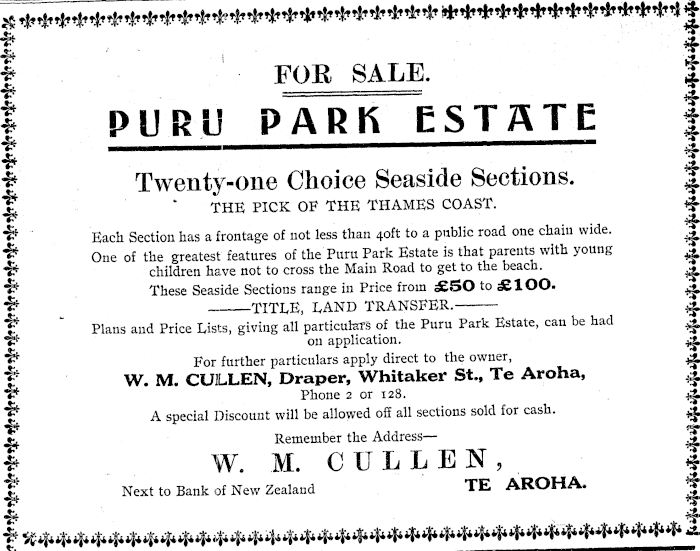 FOR SALE.
PURU PARK ESTATE
Twenty-one Choice Seaside Sections.
THE PICK OF THE THAMES COAST.
Each Section has a frontage of not less than 40ft to a public road one chain wide.
One of the greatest features of the Puru Park Estate is that parents with young
children have not to cross the Main Road to get to the beach.
These Seaside Sections range in Price from £50 to £100.
——TITLE, LAND TRANSFER.——
Plans and Price Lists, giving all particulars of the Puru Park Estate, can be had
on application.
For further particulars apply direct to the owner,
W. M. CULLEN, Draper, Whitaker St., Te Aroha,
Phone 2 or 128.
A special Discount will be allowed off all sections sold for cash.
Remember the Address—
W. M. CULLEN,
Next to Bank of New Zealand TE AROHA.